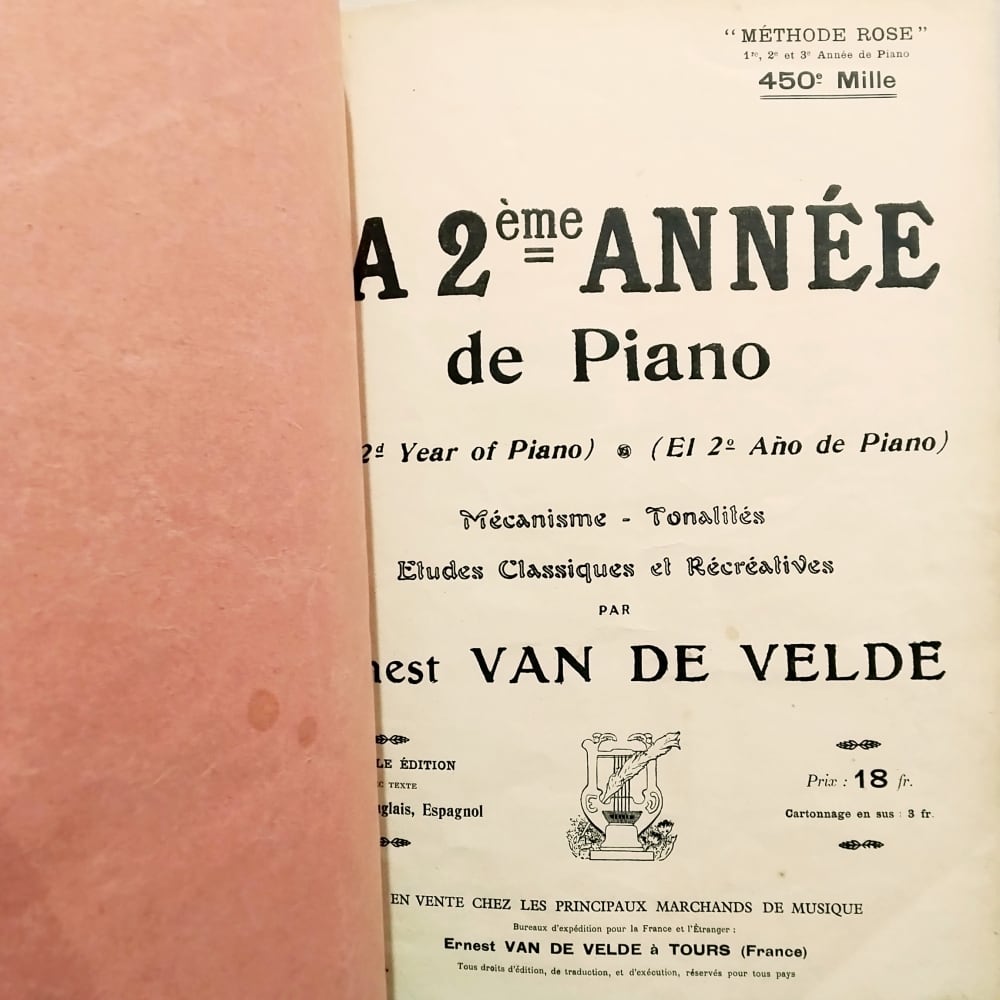 “MÉTHODE ROSE”
1re, 2e et 3e Année de Piano
450e Mille
A 2ème ANNÉE
de Piano
2d Year of Piano) (El 2o Año de Piano)
Mécanisme - Tonalités
Etudes Classiques et Récréatives
PAR
nest VAN DE VELDE
LE ÉDITION
TEXTE
glais, Espagnol
Prix : 18 fr.
Cartonnage en sus : 3 fr.
EN VENTE CHEZ LES PRINCIPAUX MARCHANDS DE MUSIQUE
Bureaux d'expédition pour la France et l'Étranger :
Ernest VAN DE VELDE à TOURS (France)
Tous droits d'édition, de traduction, et d'exécution, réservés pour tous pays